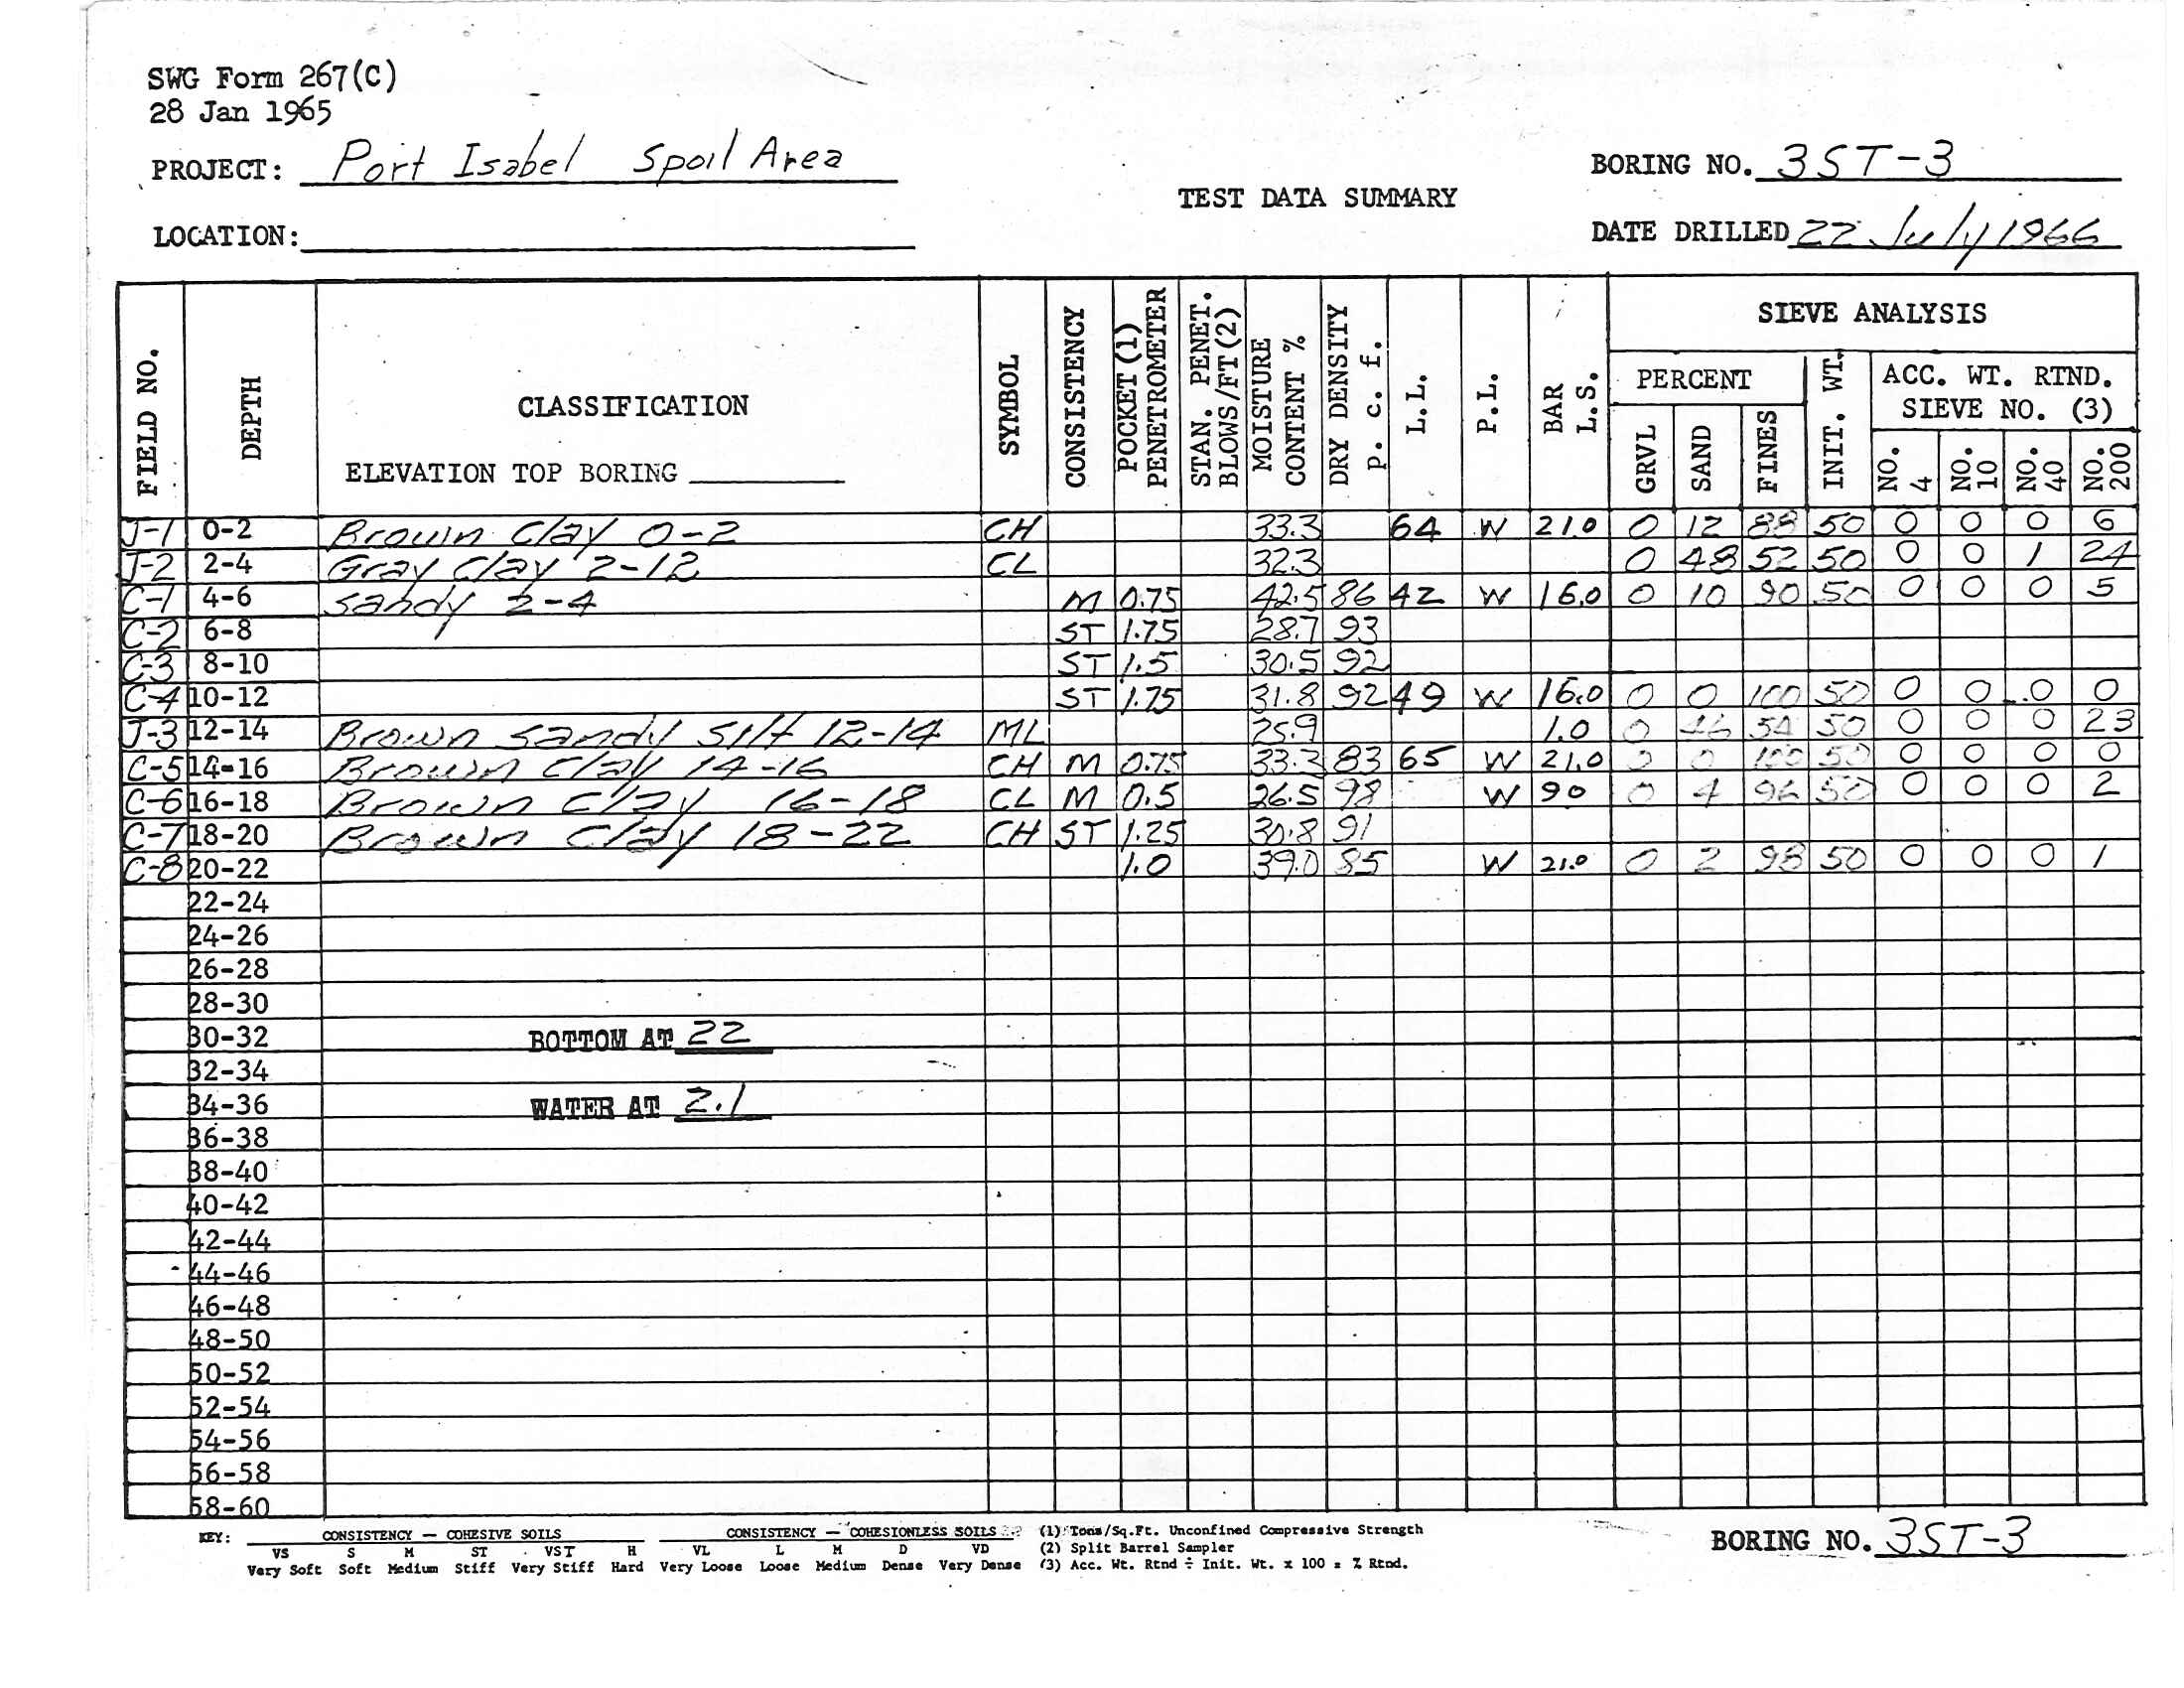 SWG Form 267(C)
28 Jan 1965
PROJECT: Port Isabel Spoil Area
BORING NO. 3ST-3
TEST DATA SUMMARY
LOCATION:
DATE DRILLED 22 July 1966
FIELD NO. DEPTH CLASSIFICATION SYMBOL CONSISTENCY POCKET (1) PENETROMETER STAN. PENET. BLOWS/FT (2) MOISTURE CONTENT % DRY DENSITY p. c. f. L.L. P.L. BAR L.S. SIEVE ANALYSIS
PERCENT INIT. WT. ACC. WT. RTND. SIEVE NO. (3)
ELEVATION TOP BORING
GRVL SAND FINES NO. 4 NO. 10 NO. 40 NO. 200
J-1 0-2 Brown Clay 0-2 CH 33.3 64 W 21.0 0 12 88 50 0 0 0 6
J-2 2-4 Gray Clay 2-12 CL 32.3 0 48 52 50 0 0 1 24
C-1 4-6 sandy 2-4 M 0.75 42.5 86 42 W 16.0 0 10 90 50 0 0 0 5
C-2 6-8 ST 1.75 28.7 93
C-3 8-10 ST 1.5 30.5 92
C-4 10-12 ST 1.75 31.8 92 49 W 16.0 0 0 100 50 0 0 0 0
J-3 12-14 Brown sandy silt 12-14 ML 25.9 1.0 0 46 54 50 0 0 0 23
C-5 14-16 Brown Clay 14-16 CH M 0.75 33.3 83 65 W 21.0 0 0 100 50 0 0 0 0
C-6 16-18 Brown Clay 16-18 CL M 0.5 26.5 98 W 90 0 4 96 50 0 0 0 2
C-7 18-20 Brown Clay 18-22 CH ST 1.25 30.8 91
C-8 20-22 1.0 39.0 85 W 21.0 0 2 98 50 0 0 0 1
22-24
24-26
26-28
28-30
30-32 BOTTOM AT 22
32-34
34-36 WATER AT 2.1
36-38
38-40
40-42
42-44
44-46
46-48
48-50
50-52
52-54
54-56
56-58
58-60
KEY: CONSISTENCY — COHESIVE SOILS CONSISTENCY — COHESIONLESS SOILS (1) Tons/Sq.Ft. Unconfined Compressive Strength
VS S M ST VST H VL L M D VD (2) Split Barrel Sampler
Very Soft Soft Medium Stiff Very Stiff Hard Very Loose Loose Medium Dense Very Dense (3) Acc. Wt. Rtnd ÷ Init. Wt. x 100 = % Rtnd.
BORING NO. 3ST-3